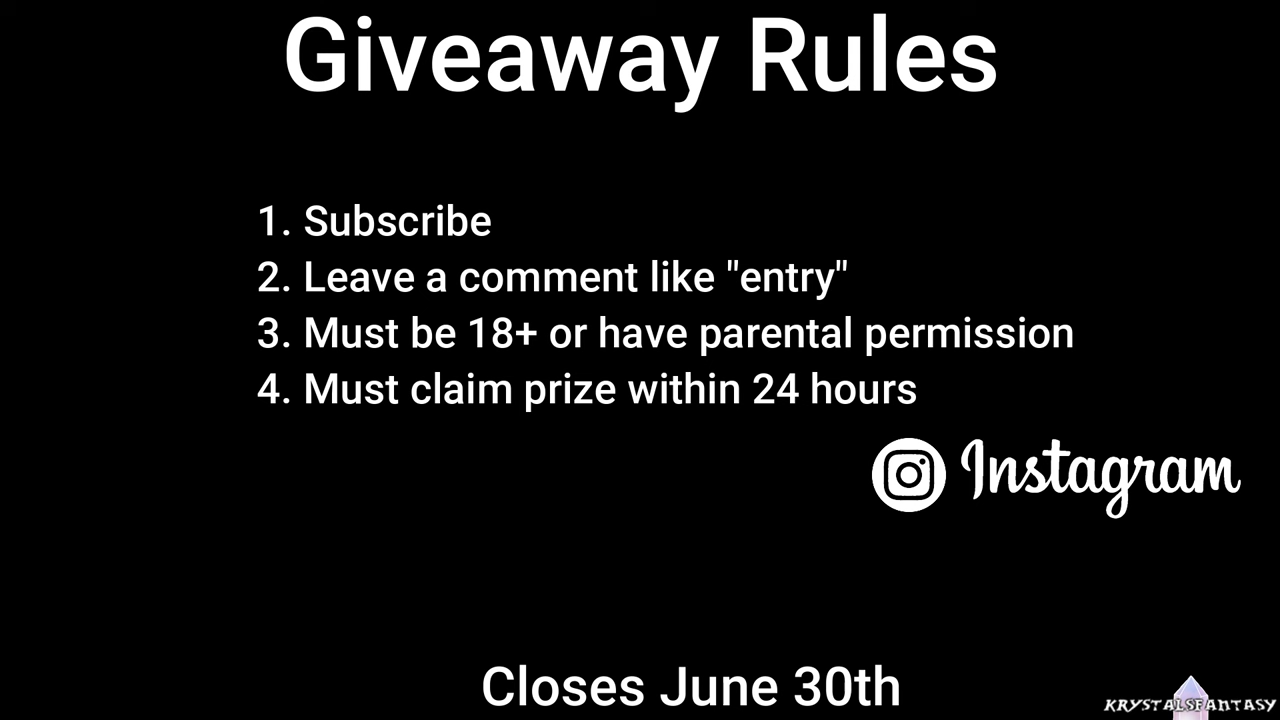 Giveaway Rules
1. Subscribe
2. Leave a comment like "entry"
3. Must be 18+ or have parental permission
4. Must claim prize within 24 hours
Instagram
Closes June 30th
KRYSTALSFANTASY